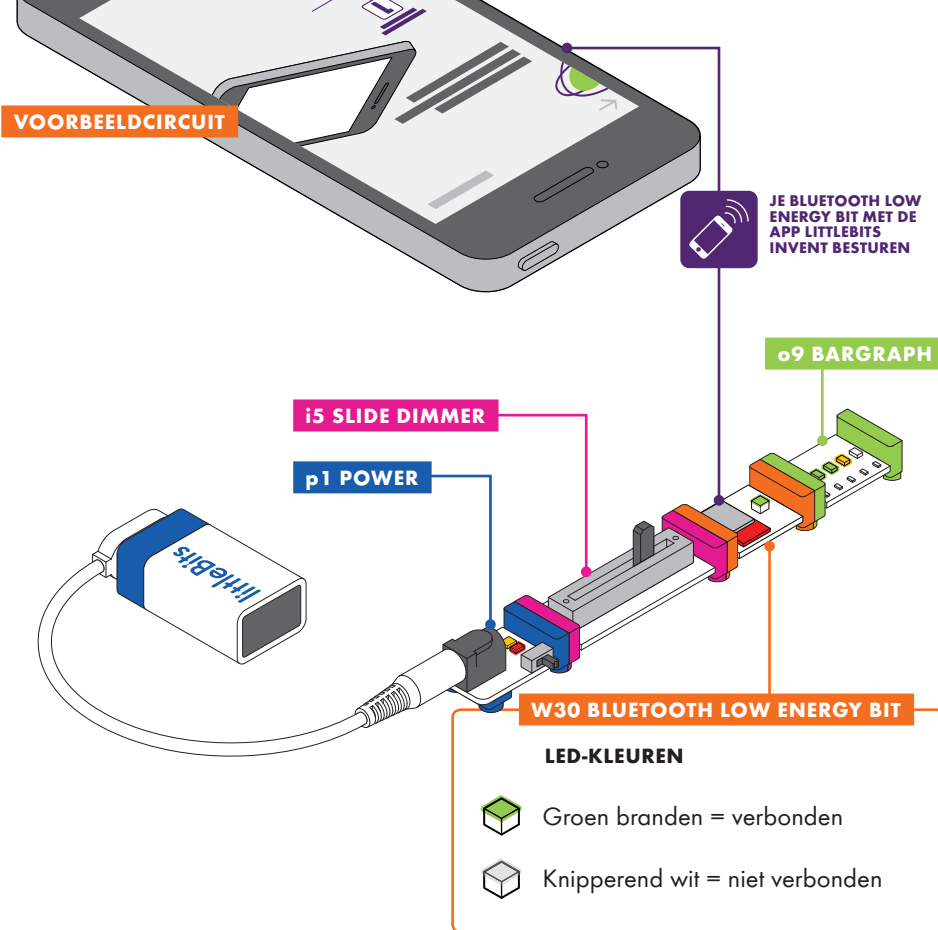 VOORBEELDCIRCUIT
JE BLUETOOTH LOW
ENERGY BIT MET DE
APP LITTLEBITS
INVENT BESTUREN
o9 BARGRAPH
i5 SLIDE DIMMER
p1 POWER
littleBits
W30 BLUETOOTH LOW ENERGY BIT
LED-KLEUREN
Groen branden = verbonden
Knipperend wit = niet verbonden